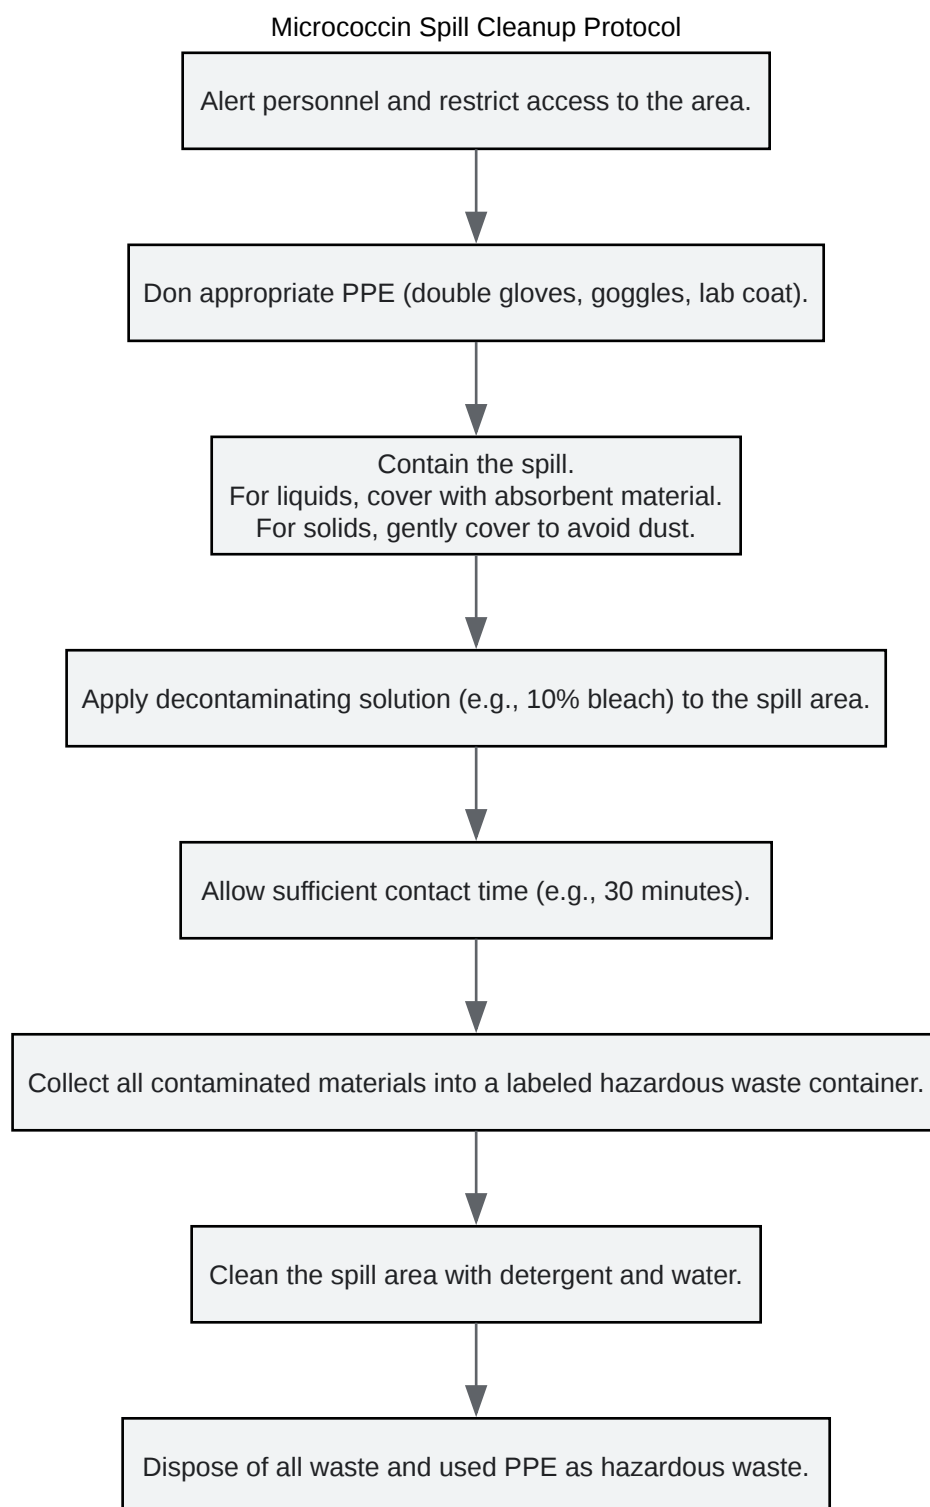 Micrococcin Spill Cleanup Protocol
Alert personnel and restrict access to the area.
Don appropriate PPE (double gloves, goggles, lab coat).
Contain the spill.
For liquids, cover with absorbent material.
For solids, gently cover to avoid dust.
Apply decontaminating solution (e.g., 10% bleach) to the spill area.
Allow sufficient contact time (e.g., 30 minutes).
Collect all contaminated materials into a labeled hazardous waste container.
Clean the spill area with detergent and water.
Dispose of all waste and used PPE as hazardous waste.